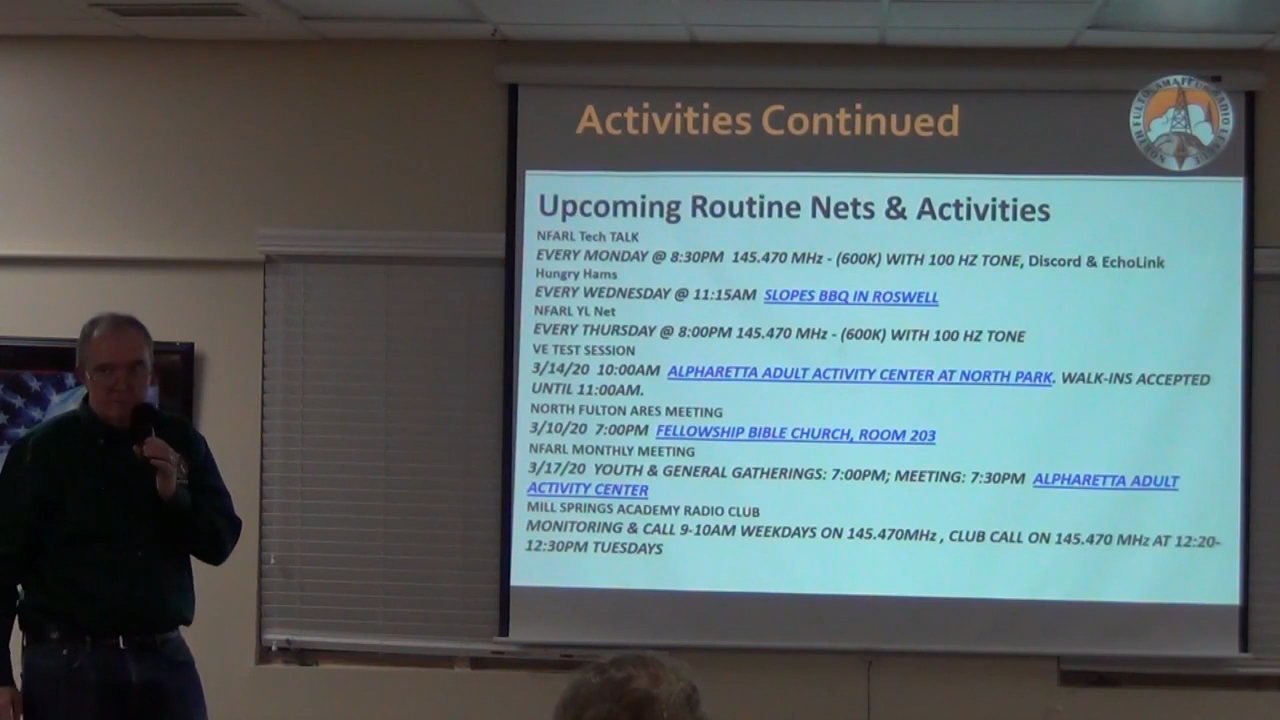 Activities Continued
NORTH FULTON AMATEUR RADIO LEAGUE
Upcoming Routine Nets & Activities
NFARL Tech TALK
EVERY MONDAY @ 8:30PM 145.470 MHz - (600K) WITH 100 HZ TONE, Discord & EchoLink
Hungry Hams
EVERY WEDNESDAY @ 11:15AM SLOPES BBQ IN ROSWELL
NFARL YL Net
EVERY THURSDAY @ 8:00PM 145.470 MHz - (600K) WITH 100 HZ TONE
VE TEST SESSION
3/14/20 10:00AM ALPHARETTA ADULT ACTIVITY CENTER AT NORTH PARK. WALK-INS ACCEPTED
UNTIL 11:00AM.
NORTH FULTON ARES MEETING
3/10/20 7:00PM FELLOWSHIP BIBLE CHURCH, ROOM 203
NFARL MONTHLY MEETING
3/17/20 YOUTH & GENERAL GATHERINGS: 7:00PM; MEETING: 7:30PM ALPHARETTA ADULT
ACTIVITY CENTER
MILL SPRINGS ACADEMY RADIO CLUB
MONITORING & CALL 9-10AM WEEKDAYS ON 145.470MHz , CLUB CALL ON 145.470 MHz AT 12:20-
12:30PM TUESDAYS